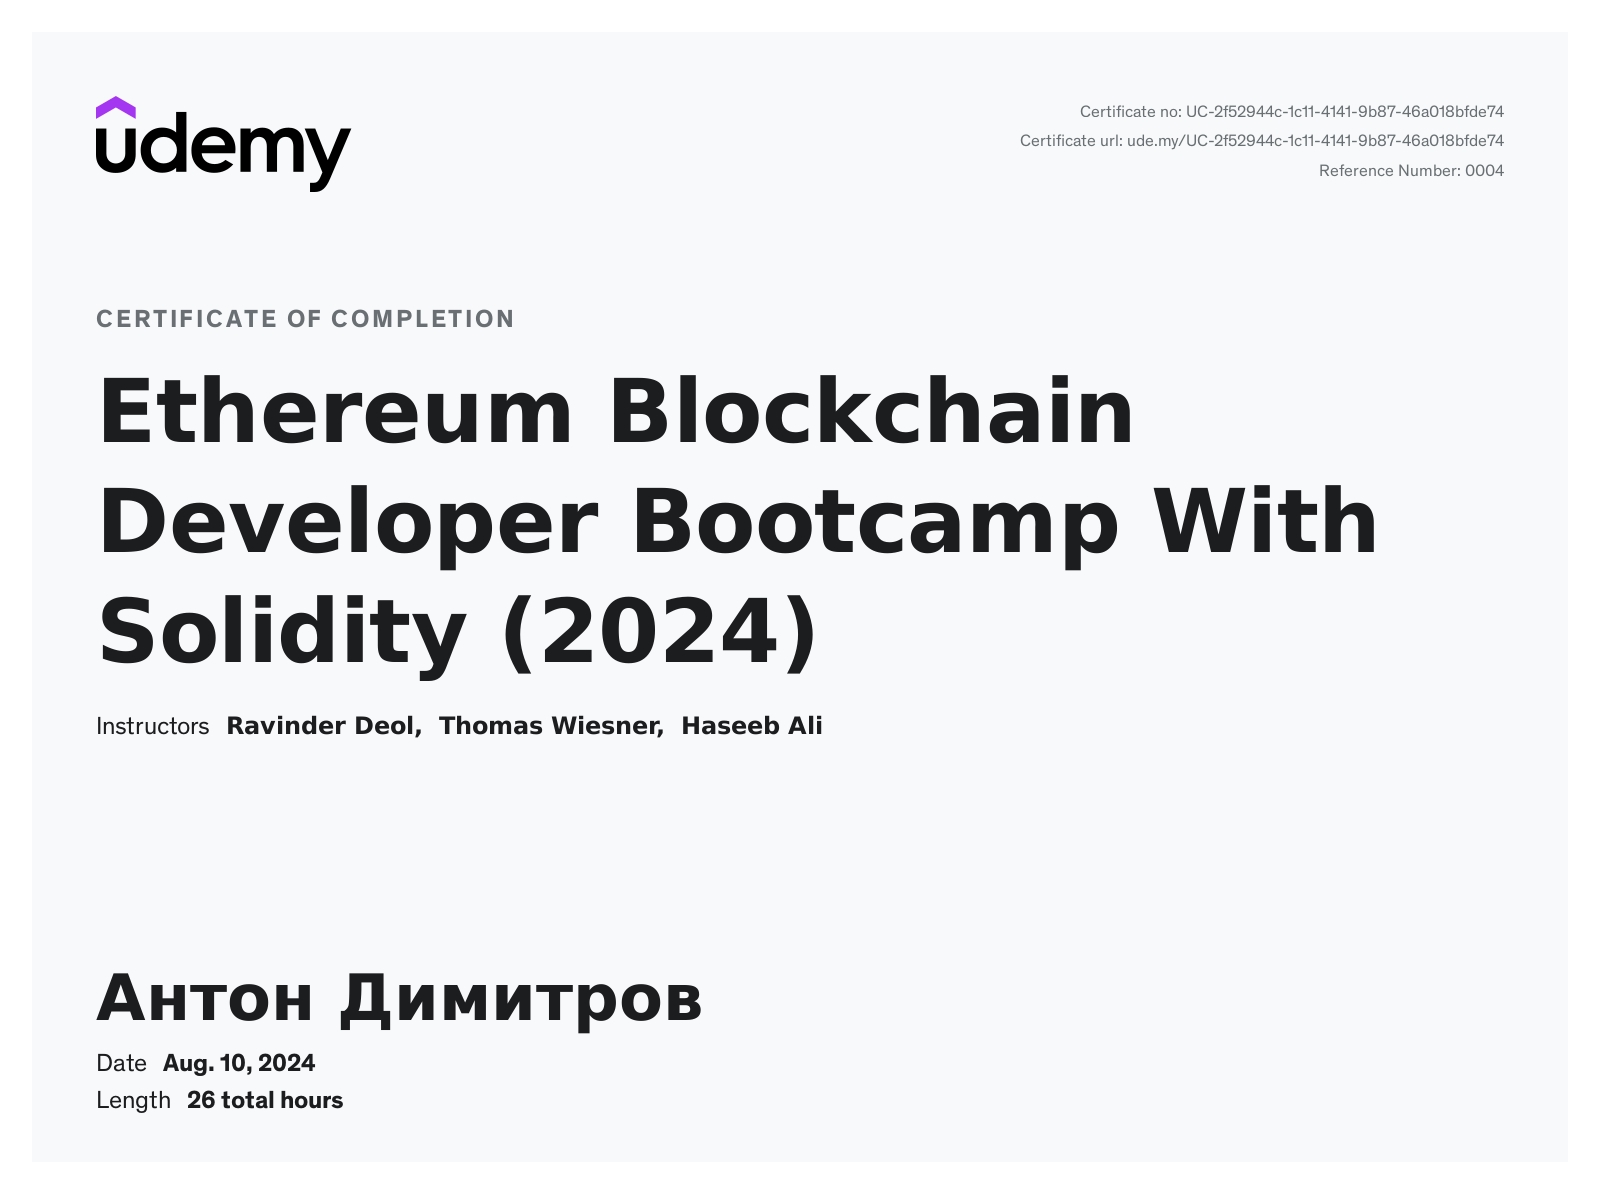 udemy
Certificate no: UC-2f52944c-1c11-4141-9b87-46a018bfde74
Certificate url: ude.my/UC-2f52944c-1c11-4141-9b87-46a018bfde74
Reference Number: 0004
CERTIFICATE OF COMPLETION
Ethereum Blockchain
Developer Bootcamp With
Solidity (2024)
Instructors Ravinder Deol, Thomas Wiesner, Haseeb Ali
Антон Димитров
Date Aug. 10, 2024
Length 26 total hours